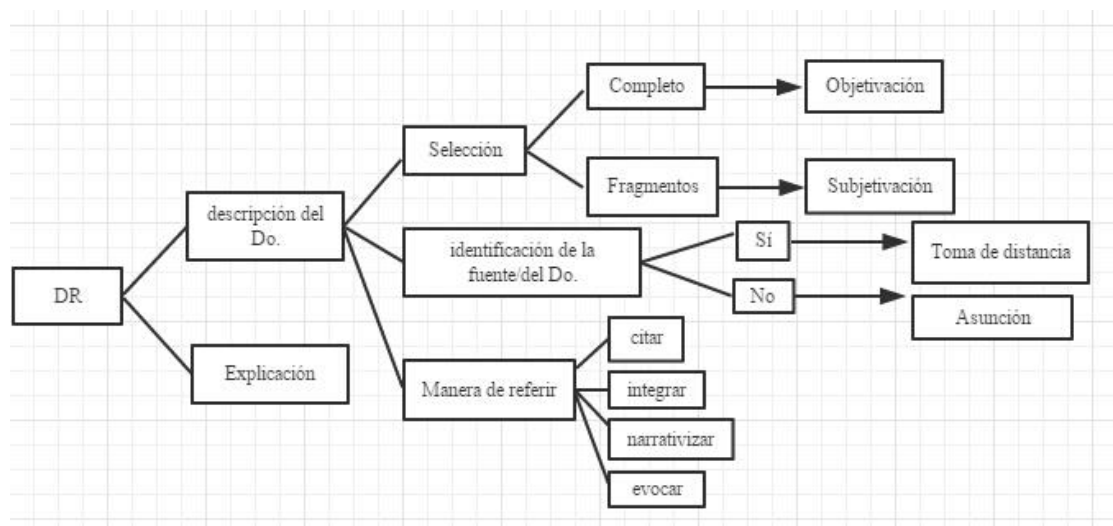 DR
descripción del
Do.
Explicación
Selección
Completo
Objetivación
Fragmentos
Subjetivación
identificación de la
fuente/del Do.
Sí
Toma de distancia
No
Asunción
Manera de referir
citar
integrar
narrativizar
evocar